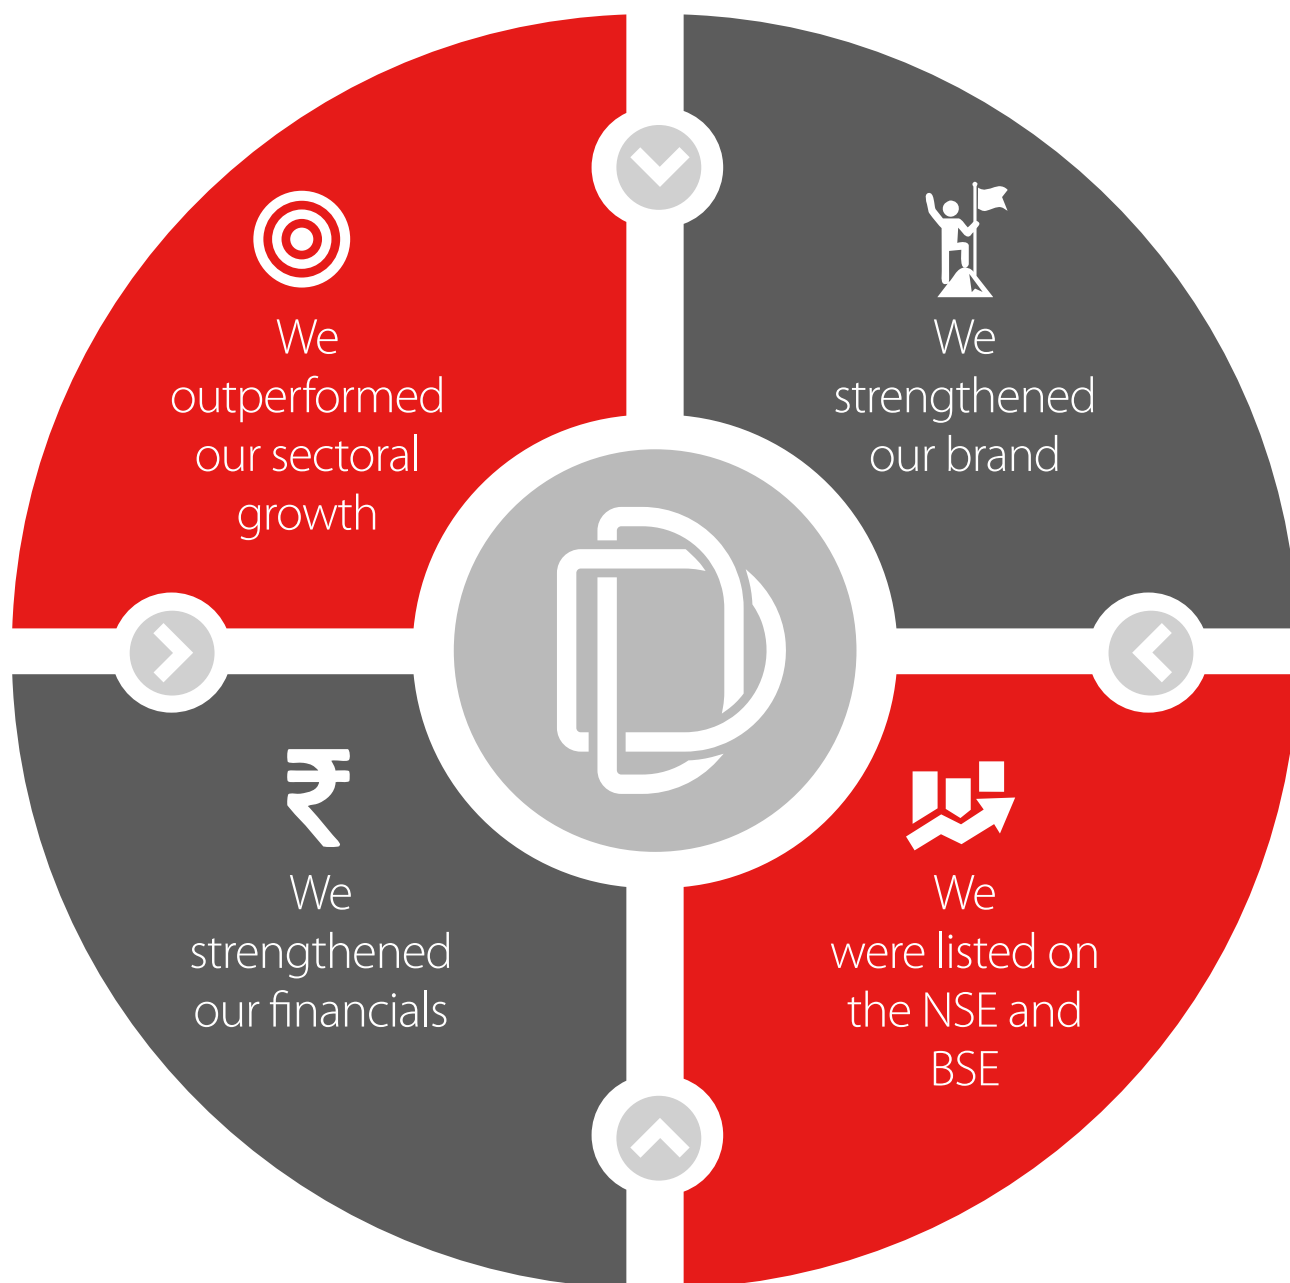 We
outperformed
our sectoral
growth
We
strengthened
our brand
₹
We
strengthened
our financials
We
were listed on
the NSE and
BSE